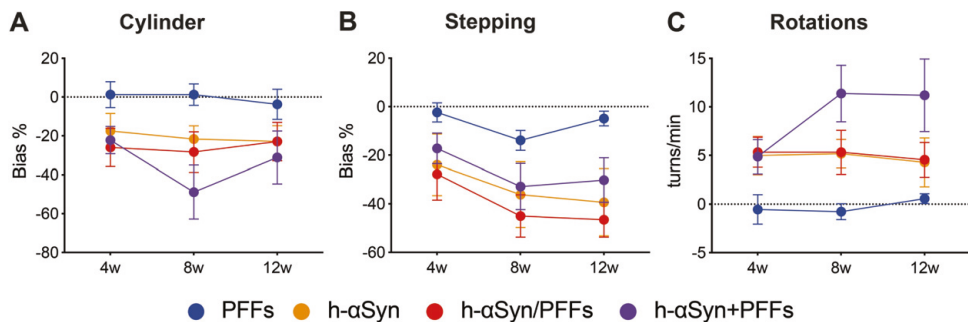 A Cylinder
Bias %
20
0
-20
-40
-60
-80
4w 8w 12w
B Stepping
Bias %
20
0
-20
-40
-60
4w 8w 12w
C Rotations
turns/min
15
10
5
0
-5
4w 8w 12w
PFFs h-αSyn h-αSyn/PFFs h-αSyn+PFFs